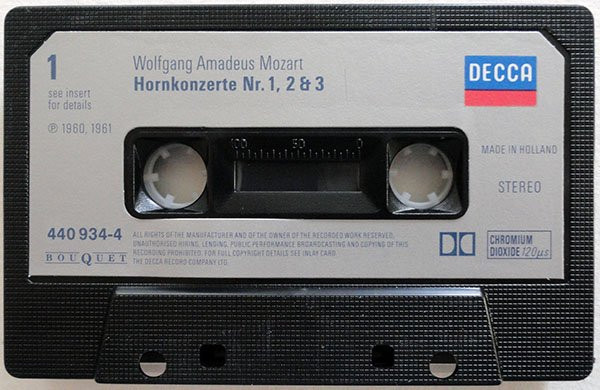 1
Wolfgang Amadeus Mozart
Hornkonzerte Nr. 1, 2 & 3
see insert
for details
DECCA
℗ 1960, 1961
100 50 0
MADE IN HOLLAND
STEREO
440 934-4
BOUQUET
ALL RIGHTS OF THE MANUFACTURER AND OF THE OWNER OF THE RECORDED WORK RESERVED.
UNAUTHORISED HIRING, LENDING, PUBLIC PERFORMANCE BROADCASTING AND COPYING OF THIS
RECORDING PROHIBITED. FOR FULL COPYRIGHT DETAILS SEE INLAY CARD
THE DECCA RECORD COMPANY LTD.
CHROMIUM
DIOXIDE 120µs